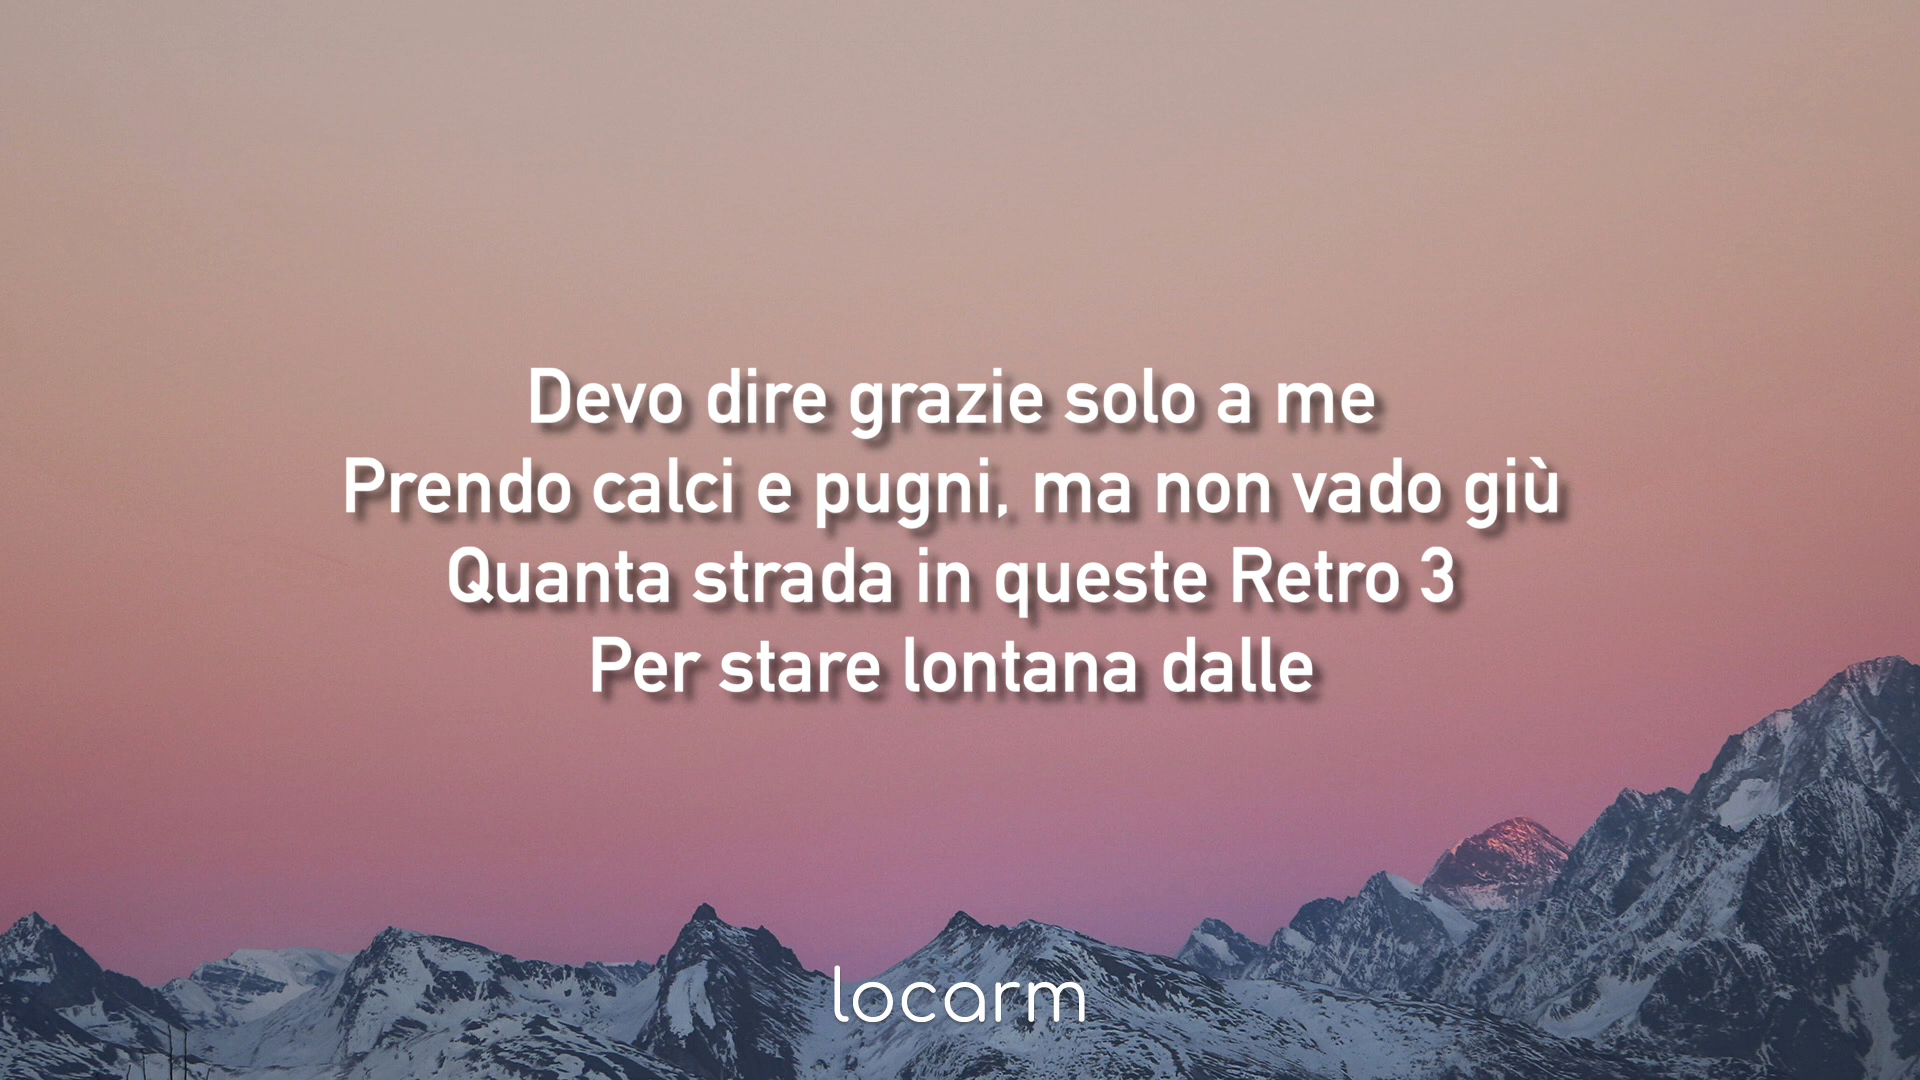 Devo dire grazie solo a me
Prendo calci e pugni, ma non vado giù
Quanta strada in queste Retro 3
Per stare lontana dalle
locarm